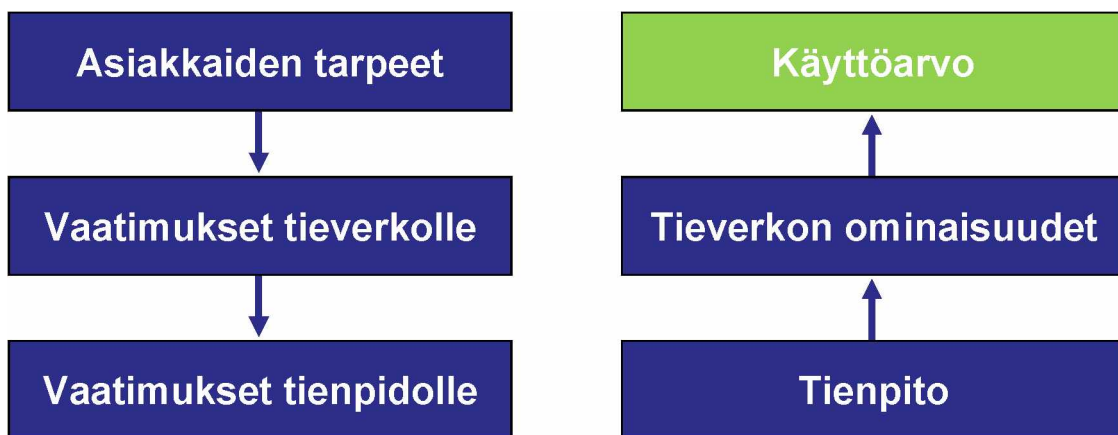 Asiakkaiden tarpeet
Vaatimukset tieverkolle
Vaatimukset tienpidolle
Käyttöarvo
Tieverkon ominaisuudet
Tienpito